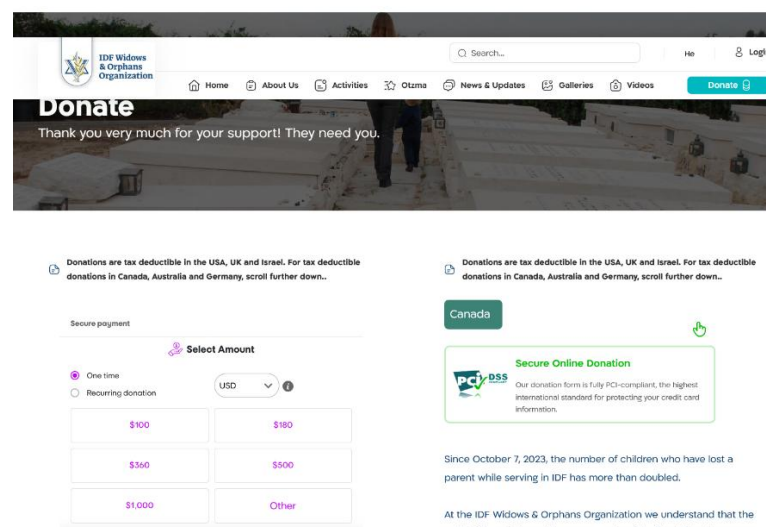 IDF Widows
& Orphans
Organization
Search...
He
Home
About Us
Activities
Otzma
News & Updates
Galleries
Videos
Donate
Donate
Thank you very much for your support! They need you.
Donations are tax deductible in the USA, UK and Israel. For tax deductible
donations in Canada, Australia and Germany, scroll further down..
Secure payment
Select Amount
One time
Recurring donation
USD
$100
$180
$360
$500
$1,000
Other
Donations are tax deductible in the USA, UK and Israel. For tax deductible
donations in Canada, Australia and Germany, scroll further down..
Canada
PCI DSS
Secure Online Donation
Our donation form is fully PCI-compliant, the highest
international standard for protecting your credit card
information.
Since October 7, 2023, the number of children who have lost a
parent while serving in IDF has more than doubled.
At the IDF Widows & Orphans Organization we understand that the